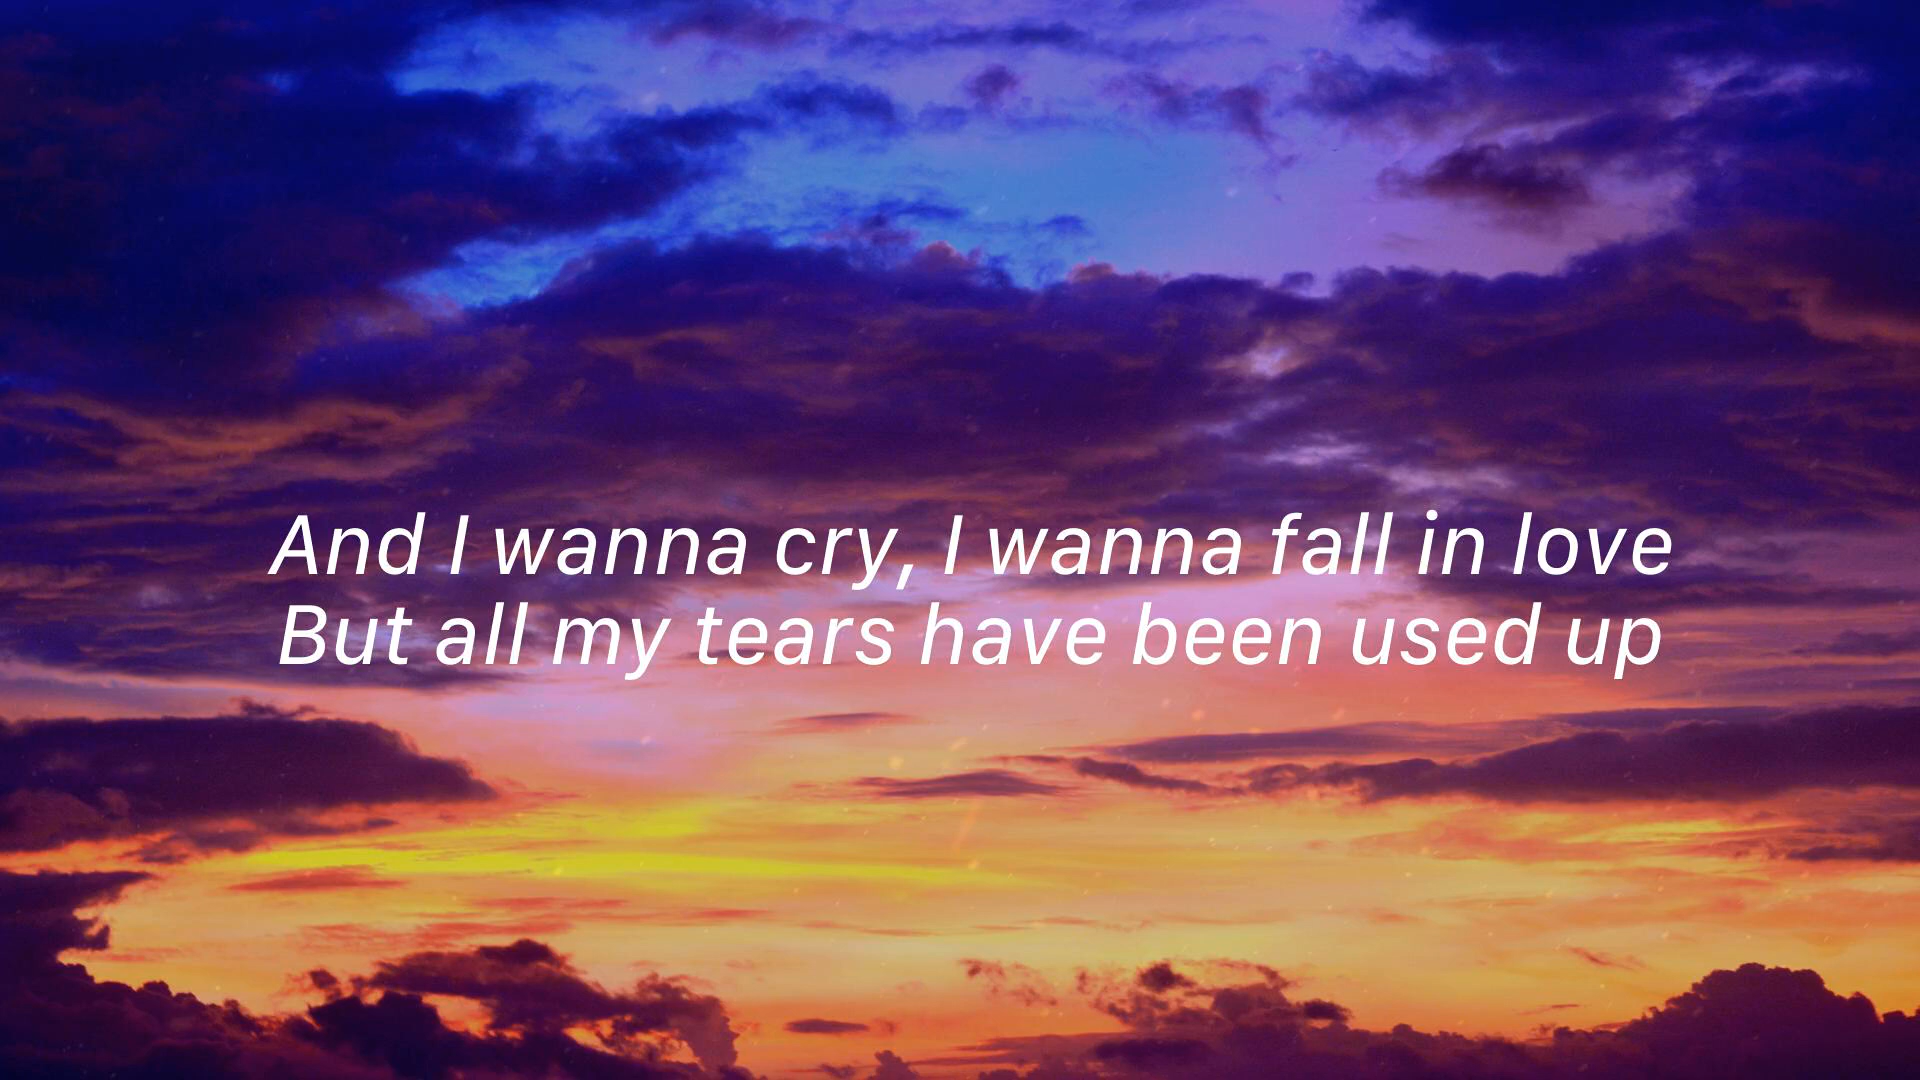 And I wanna cry, I wanna fall in love
But all my tears have been used up